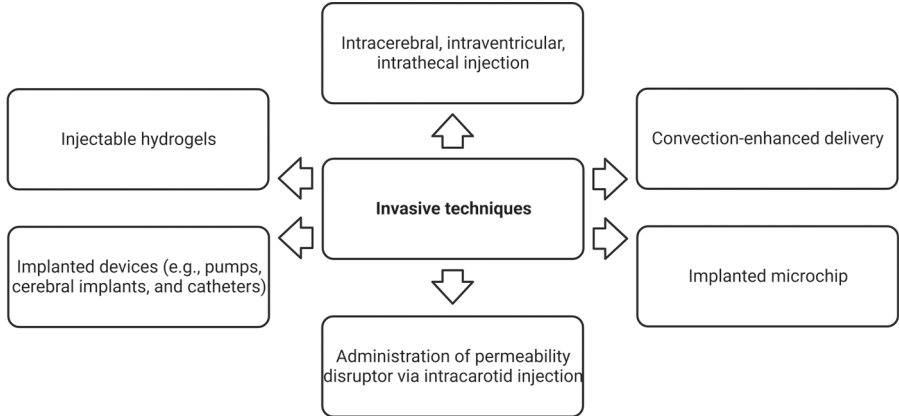 Intracerebral, intraventricular,
intrathecal injection
Injectable hydrogels
Convection-enhanced delivery
Invasive techniques
Implanted devices (e.g., pumps,
cerebral implants, and catheters)
Implanted microchip
Administration of permeability
disruptor via intracarotid injection